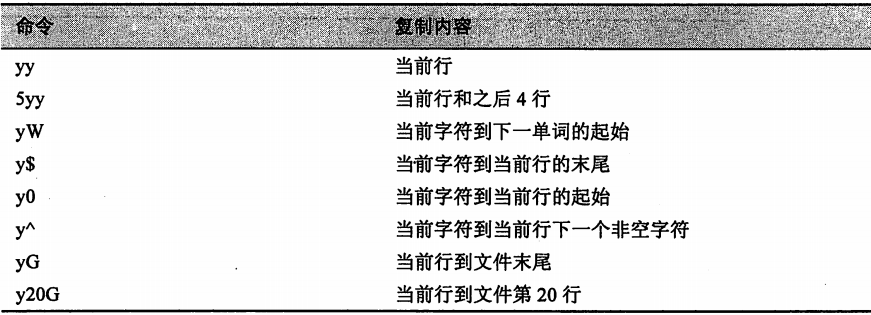 命令 复制内容
yy 当前行
5yy 当前行和之后 4 行
yW 当前字符到下一单词的起始
y$ 当前字符到当前行的末尾
y0 当前字符到当前行的起始
y^ 当前字符到当前行下一个非空字符
yG 当前行到文件末尾
y20G 当前行到文件第 20 行